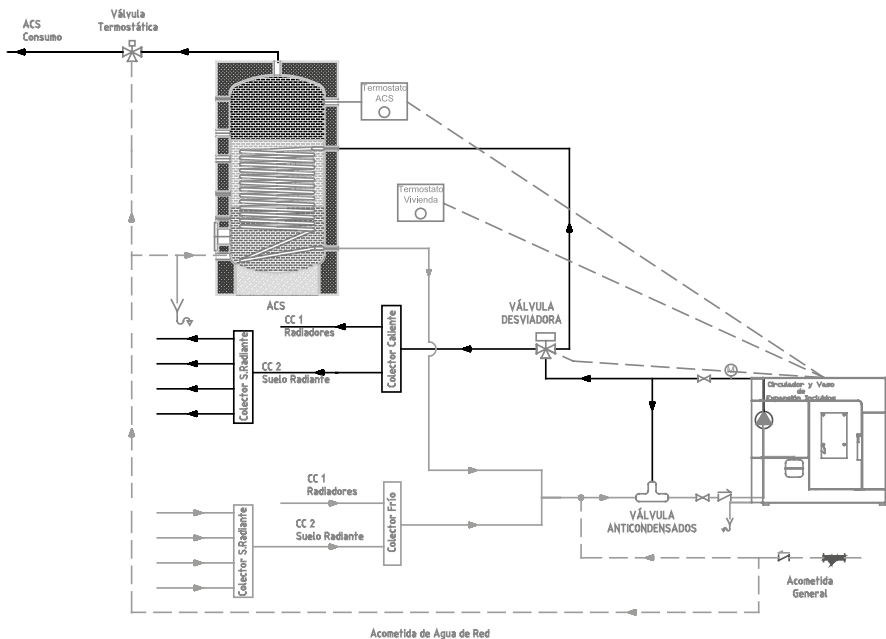 ACS
Consumo
Válvula
Termostática
Termostato
ACS
Termostato
Vivienda
ACS
VÁLVULA
DESVIADORA
CC 1
Radiadores
CC 2
Suelo Radiante
Colector S.Radiante
Colector Caliente
M
Circulador y Vaso
de
Expansión Incluidos
CC 1
Radiadores
CC 2
Suelo Radiante
Colector S.Radiante
Colector Frío
VÁLVULA
ANTICONDENSADOS
Acometida
General
Acometida de Agua de Red